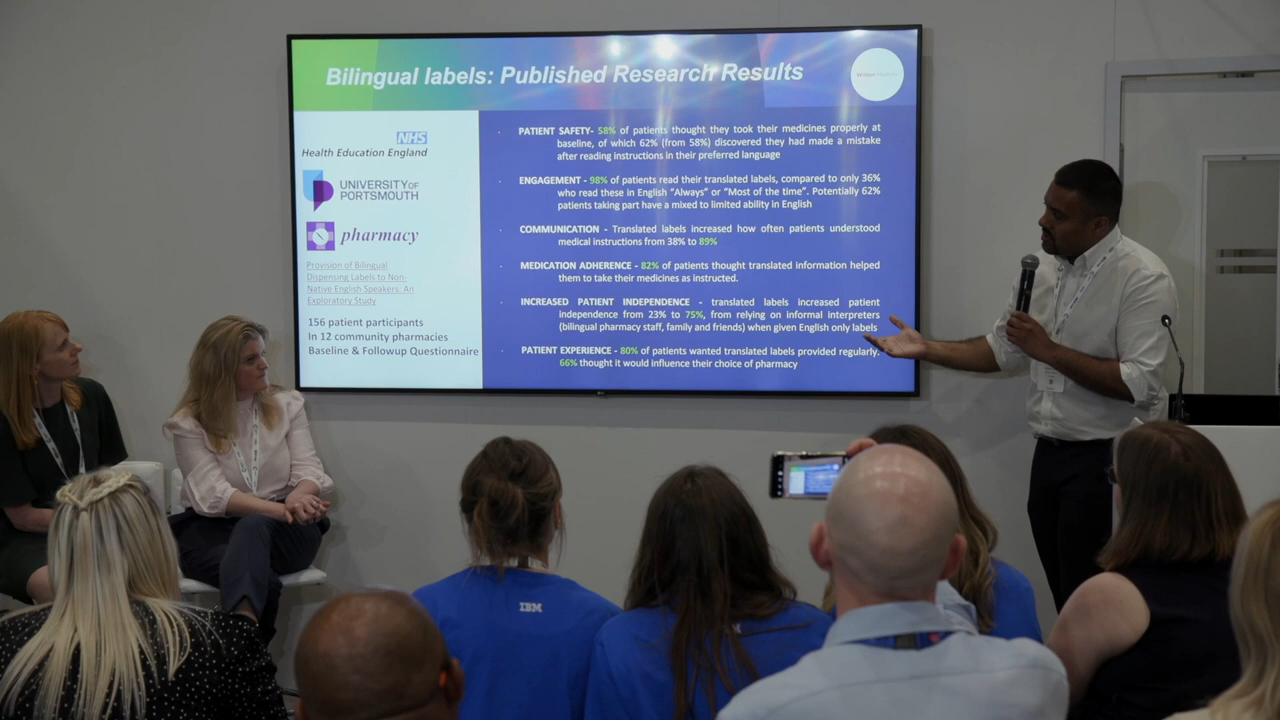 Bilingual labels: Published Research Results
Written Medicine
NHS
Health Education England
UNIVERSITY OF
PORTSMOUTH
pharmacy
Provision of Bilingual
Dispensing Labels to Non-
Native English Speakers: An
Exploratory Study
156 patient participants
In 12 community pharmacies
Baseline & Followup Questionnaire
PATIENT SAFETY- 58% of patients thought they took their medicines properly at
baseline, of which 62% (from 58%) discovered they had made a mistake
after reading instructions in their preferred language
ENGAGEMENT - 98% of patients read their translated labels, compared to only 36%
who read these in English "Always" or "Most of the time". Potentially 62%
patients taking part have a mixed to limited ability in English
COMMUNICATION - Translated labels increased how often patients understood
medical instructions from 38% to 89%
MEDICATION ADHERENCE - 82% of patients thought translated information helped
them to take their medicines as instructed.
INCREASED PATIENT INDEPENDENCE - translated labels increased patient
independence from 23% to 75%, from relying on informal interpreters
(bilingual pharmacy staff, family and friends) when given English only labels
PATIENT EXPERIENCE - 80% of patients wanted translated labels provided regularly.
66% thought it would influence their choice of pharmacy
IBM